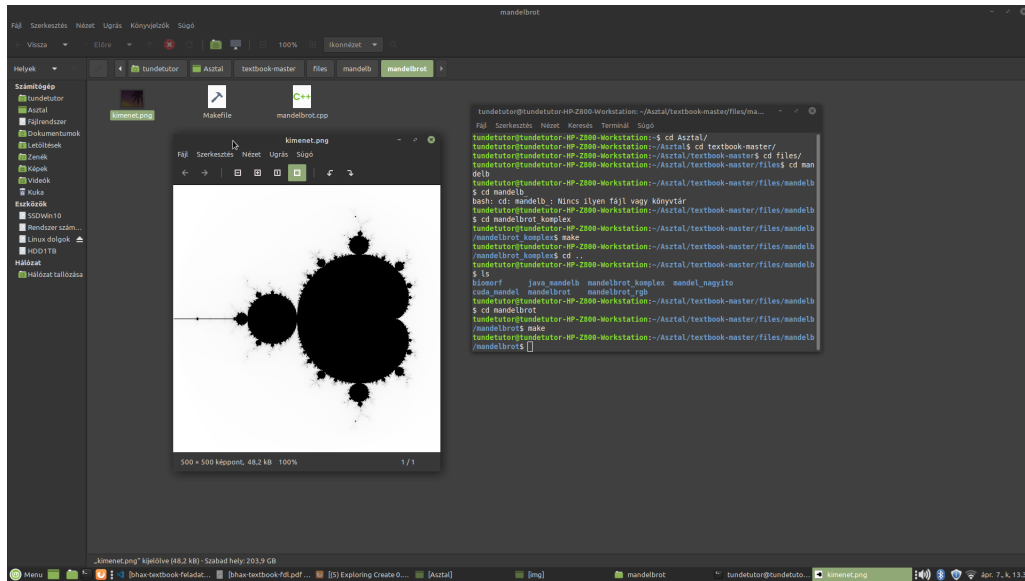 mandelbrot
Fájl Szerkesztés Nézet Ugrás Könyvjelzők Súgó
Vissza Előre 100% Ikonnézet
Helyek tundetutor Asztal textbook-master files mandelb mandelbrot
Számítógép
tundetutor
Asztal
Fájlrendszer
Dokumentumok
Letöltések
Zenék
Képek
Videók
Kuka
Eszközök
SSDWin10
Rendszer szám...
Linux dolgok
HDD1TB
Hálózat
Hálózat tallózása
kimenet.png Makefile mandelbrot.cpp
C++
kimenet.png
Fájl Szerkesztés Nézet Ugrás Súgó
500 × 500 képpont, 48,2 kB 100% 1 / 1
tundetutor@tundetutor-HP-Z800-Workstation: ~/Asztal/textbook-master/files/ma...
Fájl Szerkesztés Nézet Keresés Terminál Súgó
tundetutor@tundetutor-HP-Z800-Workstation:~$ cd Asztal/
tundetutor@tundetutor-HP-Z800-Workstation:~/Asztal$ cd textbook-master/
tundetutor@tundetutor-HP-Z800-Workstation:~/Asztal/textbook-master$ cd files/
tundetutor@tundetutor-HP-Z800-Workstation:~/Asztal/textbook-master/files$ cd man
delb
tundetutor@tundetutor-HP-Z800-Workstation:~/Asztal/textbook-master/files/mandelb
$ cd mandelb_
bash: cd: mandelb_: Nincs ilyen fájl vagy könyvtár
tundetutor@tundetutor-HP-Z800-Workstation:~/Asztal/textbook-master/files/mandelb
$ cd mandelbrot_komplex
tundetutor@tundetutor-HP-Z800-Workstation:~/Asztal/textbook-master/files/mandelb
/mandelbrot_komplex$ make
tundetutor@tundetutor-HP-Z800-Workstation:~/Asztal/textbook-master/files/mandelb
/mandelbrot_komplex$ cd ..
tundetutor@tundetutor-HP-Z800-Workstation:~/Asztal/textbook-master/files/mandelb
$ ls
biomorf java_mandelb mandelbrot_komplex mandel_nagyito
cuda_mandel mandelbrot mandelbrot_rgb
tundetutor@tundetutor-HP-Z800-Workstation:~/Asztal/textbook-master/files/mandelb
$ cd mandelbrot
tundetutor@tundetutor-HP-Z800-Workstation:~/Asztal/textbook-master/files/mandelb
/mandelbrot$ make
tundetutor@tundetutor-HP-Z800-Workstation:~/Asztal/textbook-master/files/mandelb
/mandelbrot$
„kimenet.png" kijelölve (48,2 kB) - Szabad hely: 203,9 GB
Menu [bhax-textbook-feladat... [bhax-textbook-fdl.pdf ... [(5) Exploring Create 0.... [Asztal] [img] mandelbrot tundetutor@tundetuto... kimenet.png ápr. 7., k, 13.3